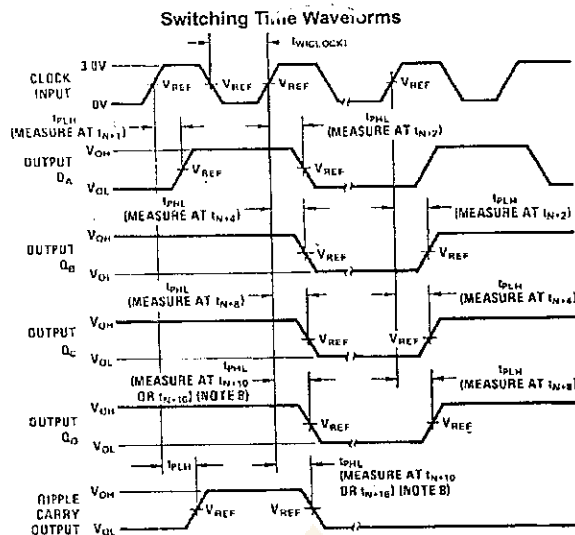 Switching Time Waveforms
tW(CLOCK)
3.0V
CLOCK
INPUT
0V
VREF
VREF
VREF
VREF
tPLH
(MEASURE AT tN+1)
tPHL
(MEASURE AT tN+2)
VOH
OUTPUT
QA
VOL
VREF
VREF
tPHL
(MEASURE AT tN+4)
tPLH
(MEASURE AT tN+2)
VOH
OUTPUT
QB
VOL
VREF
VREF
tPHL
(MEASURE AT tN+8)
tPLH
(MEASURE AT tN+4)
VOH
OUTPUT
QC
VOL
VREF
VREF
tPHL
(MEASURE AT tN+10
OR tN+16) (NOTE B)
tPLH
(MEASURE AT tN+8)
VOH
OUTPUT
QD
VOL
VREF
VREF
tPLH
tPHL
(MEASURE AT tN+10
OR tN+16) (NOTE B)
VOH
RIPPLE
CARRY
OUTPUT
VOL
VREF
VREF